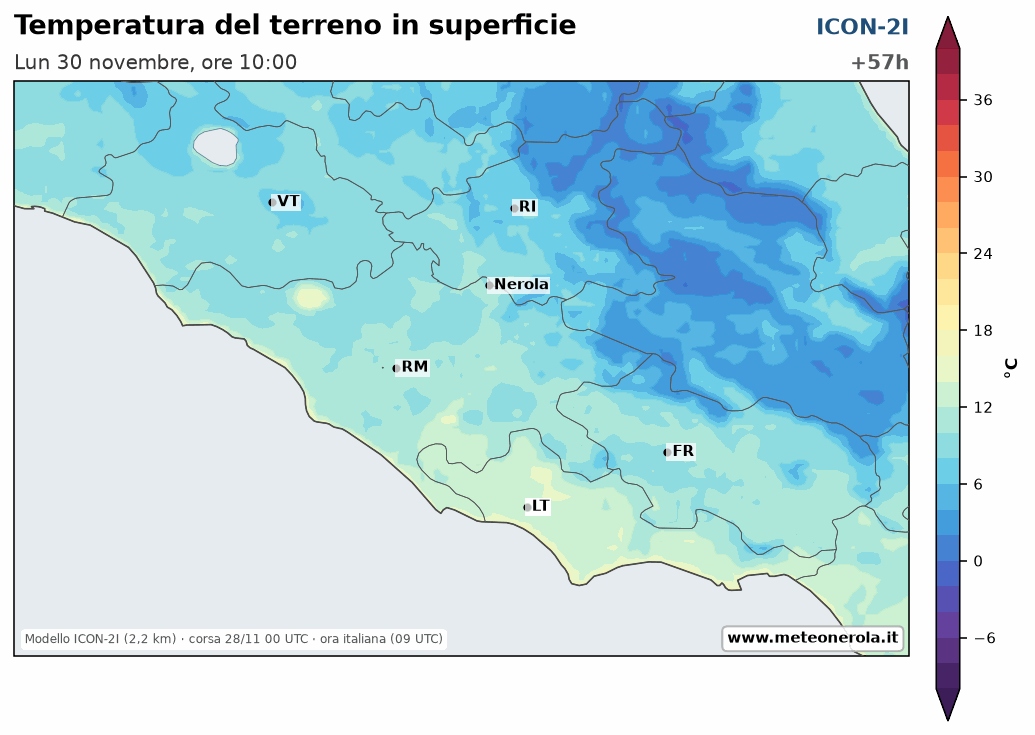 Temperatura del terreno in superficie
ICON-2I
Lun 30 novembre, ore 10:00
+57h
36
30
24
18
12
6
0
−6
°C
VT
RI
Nerola
RM
FR
LT
Modello ICON-2I (2,2 km) · corsa 28/11 00 UTC · ora italiana (09 UTC)
www.meteonerola.it